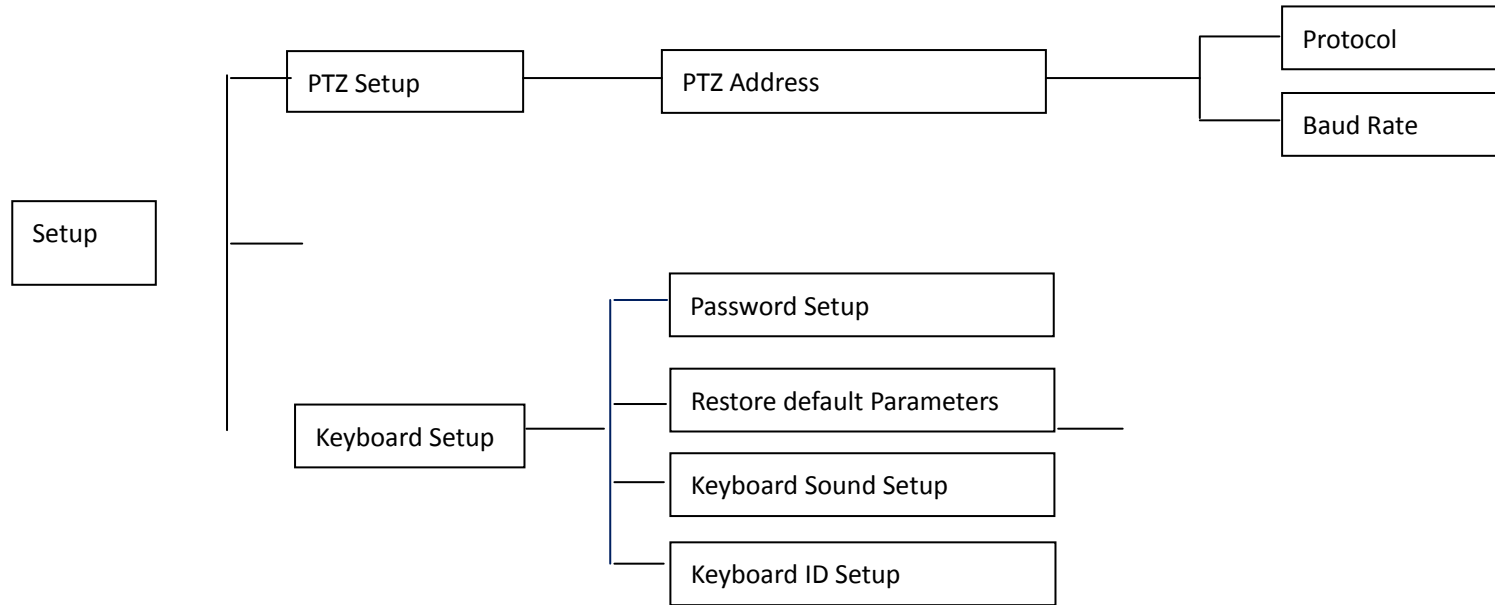 Protocol
PTZ Setup
PTZ Address
Baud Rate
Setup
Password Setup
Restore default Parameters
Keyboard Setup
Keyboard Sound Setup
Keyboard ID Setup